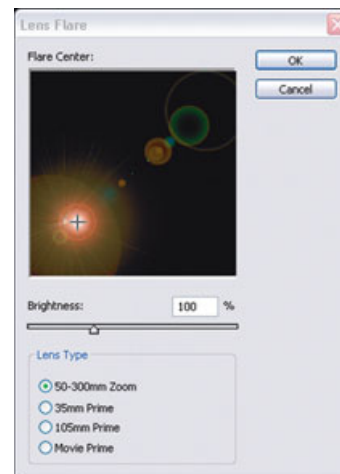 Lens Flare
Flare Center:
OK
Cancel
Brightness:
100 %
Lens Type
50-300mm Zoom
35mm Prime
105mm Prime
Movie Prime